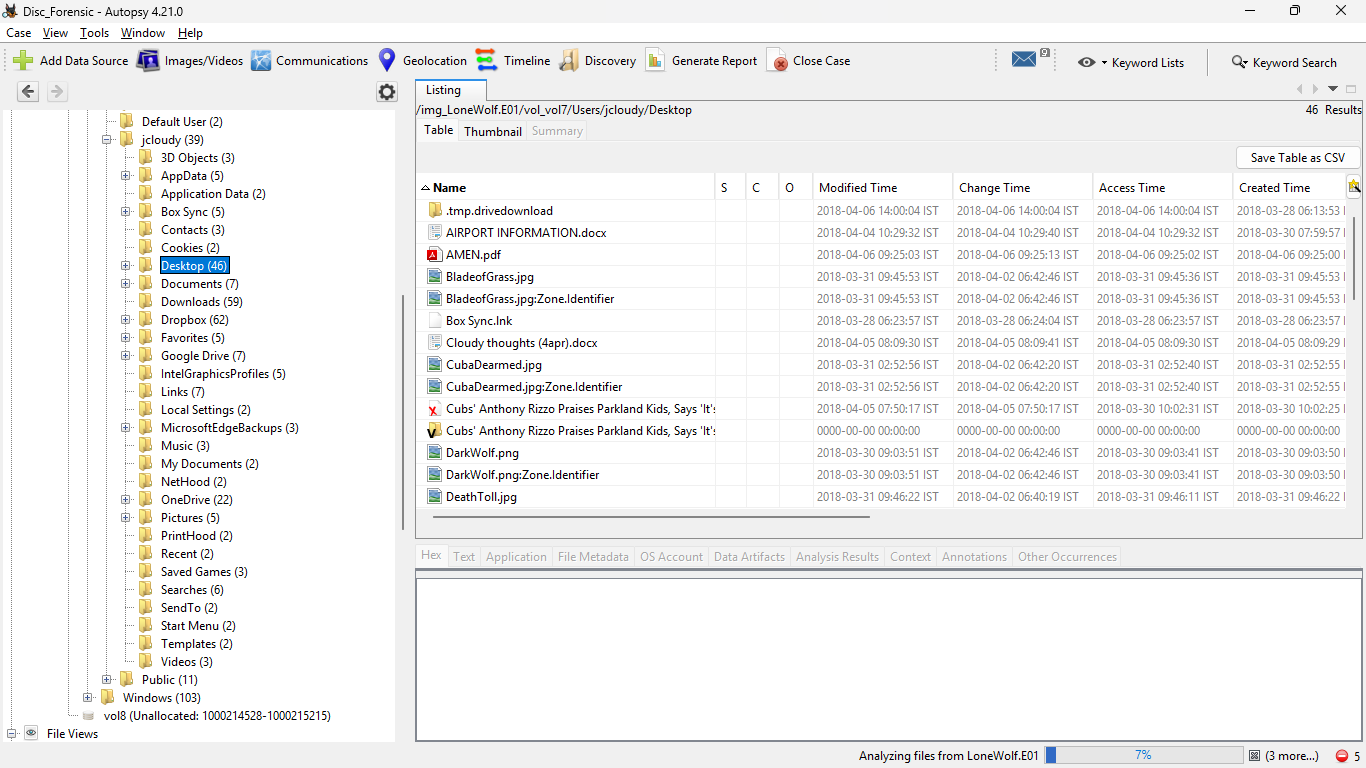 Disc_Forensic - Autopsy 4.21.0
Case View Tools Window Help
Add Data Source Images/Videos Communications Geolocation Timeline Discovery Generate Report Close Case 9 Keyword Lists Keyword Search
Default User (2)
jcloudy (39)
3D Objects (3)
AppData (5)
Application Data (2)
Box Sync (5)
Contacts (3)
Cookies (2)
Desktop (46)
Documents (7)
Downloads (59)
Dropbox (62)
Favorites (5)
Google Drive (7)
IntelGraphicsProfiles (5)
Links (7)
Local Settings (2)
MicrosoftEdgeBackups (3)
Music (3)
My Documents (2)
NetHood (2)
OneDrive (22)
Pictures (5)
PrintHood (2)
Recent (2)
Saved Games (3)
Searches (6)
SendTo (2)
Start Menu (2)
Templates (2)
Videos (3)
Public (11)
Windows (103)
vol8 (Unallocated: 1000214528-1000215215)
File Views
Listing
/img_LoneWolf.E01/vol_vol7/Users/jcloudy/Desktop 46 Results
Table Thumbnail Summary
Save Table as CSV
Name S C O Modified Time Change Time Access Time Created Time
.tmp.drivedownload 2018-04-06 14:00:04 IST 2018-04-06 14:00:04 IST 2018-04-06 14:00:04 IST 2018-03-28 06:13:53
AIRPORT INFORMATION.docx 2018-04-04 10:29:32 IST 2018-04-04 10:29:40 IST 2018-04-04 10:29:32 IST 2018-03-30 07:59:57
AMEN.pdf 2018-04-06 09:25:03 IST 2018-04-06 09:25:13 IST 2018-04-06 09:25:02 IST 2018-04-06 09:25:00
BladeofGrass.jpg 2018-03-31 09:45:53 IST 2018-04-02 06:42:46 IST 2018-03-31 09:45:36 IST 2018-03-31 09:45:53
BladeofGrass.jpg:Zone.Identifier 2018-03-31 09:45:53 IST 2018-04-02 06:42:46 IST 2018-03-31 09:45:36 IST 2018-03-31 09:45:53
Box Sync.lnk 2018-03-28 06:23:57 IST 2018-03-28 06:24:04 IST 2018-03-28 06:23:57 IST 2018-03-28 06:23:57
Cloudy thoughts (4apr).docx 2018-04-05 08:09:30 IST 2018-04-05 08:09:41 IST 2018-04-05 08:09:30 IST 2018-04-05 08:09:29
CubaDearmed.jpg 2018-03-31 02:52:56 IST 2018-04-02 06:42:20 IST 2018-03-31 02:52:40 IST 2018-03-31 02:52:55
CubaDearmed.jpg:Zone.Identifier 2018-03-31 02:52:56 IST 2018-04-02 06:42:20 IST 2018-03-31 02:52:40 IST 2018-03-31 02:52:55
Cubs' Anthony Rizzo Praises Parkland Kids, Says 'It's 2018-04-05 07:50:17 IST 2018-04-05 07:50:17 IST 2018-03-30 10:02:31 IST 2018-03-30 10:02:25
Cubs' Anthony Rizzo Praises Parkland Kids, Says 'It's 0000-00-00 00:00:00 0000-00-00 00:00:00 0000-00-00 00:00:00 0000-00-00 00:00:00
DarkWolf.png 2018-03-30 09:03:51 IST 2018-04-02 06:42:46 IST 2018-03-30 09:03:41 IST 2018-03-30 09:03:50
DarkWolf.png:Zone.Identifier 2018-03-30 09:03:51 IST 2018-04-02 06:42:46 IST 2018-03-30 09:03:41 IST 2018-03-30 09:03:50
DeathToll.jpg 2018-03-31 09:46:22 IST 2018-04-02 06:40:19 IST 2018-03-31 09:46:11 IST 2018-03-31 09:46:22
Hex Text Application File Metadata OS Account Data Artifacts Analysis Results Context Annotations Other Occurrences
Analyzing files from LoneWolf.E01 7% (3 more...) 5